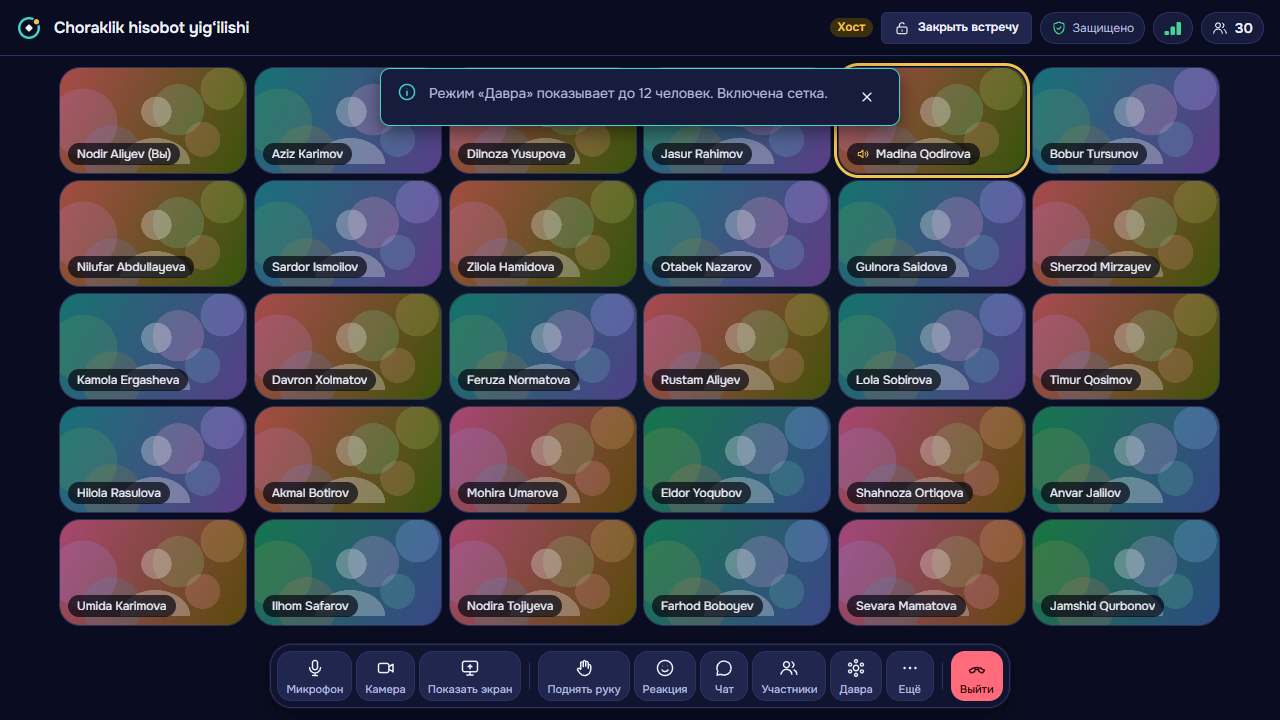 Choraklik hisobot yig‘ilishi
Хост
Закрыть встречу
Защищено
30
Режим «Давра» показывает до 12 человек. Включена сетка.
Nodir Aliyev (Вы)
Aziz Karimov
Dilnoza Yusupova
Jasur Rahimov
Madina Qodirova
Bobur Tursunov
Nilufar Abdullayeva
Sardor Ismoilov
Zilola Hamidova
Otabek Nazarov
Gulnora Saidova
Sherzod Mirzayev
Kamola Ergasheva
Davron Xolmatov
Feruza Normatova
Rustam Aliyev
Lola Sobirova
Timur Qosimov
Hilola Rasulova
Akmal Botirov
Mohira Umarova
Eldor Yoqubov
Shahnoza Ortiqova
Anvar Jalilov
Umida Karimova
Ilhom Safarov
Nodira Tojiyeva
Farhod Boboyev
Sevara Mamatova
Jamshid Qurbonov
Микрофон
Камера
Показать экран
Поднять руку
Реакция
Чат
Участники
Давра
Ещё
Выйти